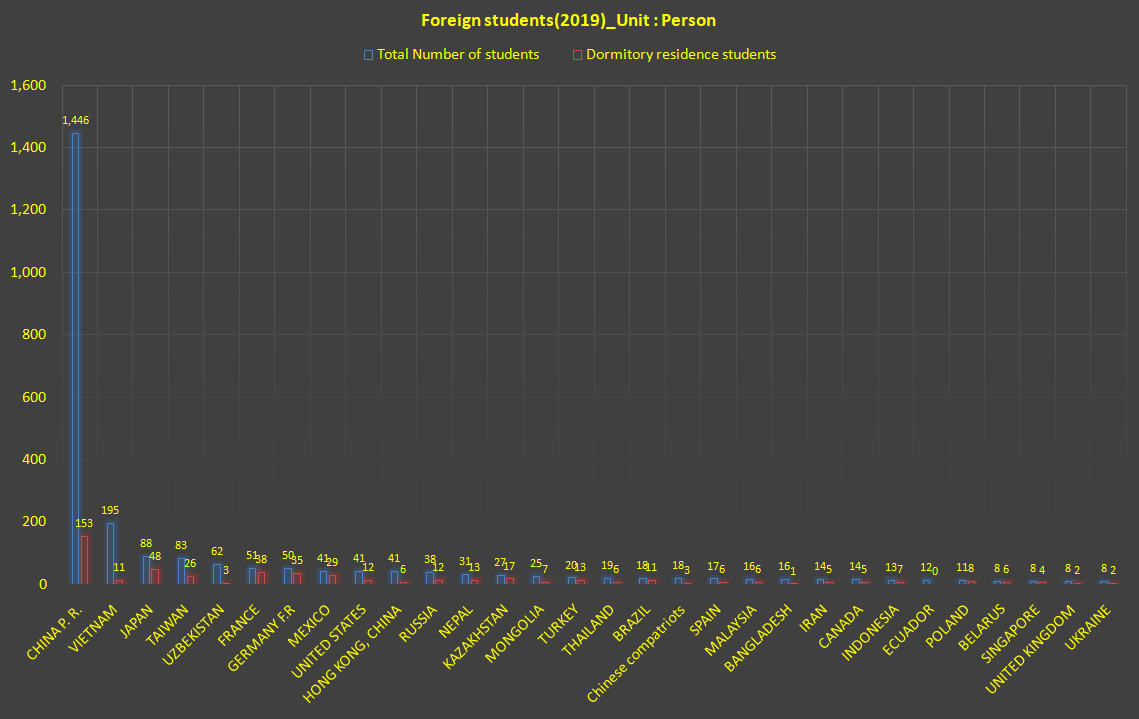 Foreign students(2019)_Unit : Person
Total Number of students Dormitory residence students
1,600
1,400
1,200
1,000
800
600
400
200
0
1,446 153 195 11 88 48 83 26 62 3 51 38 50 35 41 29 41 12 41 6 38 12 31 13 27 17 25 7 20 13 19 6 18 11 18 3 17 6 16 6 16 1 14 5 14 5 13 7 12 0 11 8 8 6 8 4 8 2 8 2
CHINA P. R.
VIETNAM
JAPAN
TAIWAN
UZBEKISTAN
FRANCE
GERMANY F.R
MEXICO
UNITED STATES
HONG KONG, CHINA
RUSSIA
NEPAL
KAZAKHSTAN
MONGOLIA
TURKEY
THAILAND
BRAZIL
Chinese compatriots
SPAIN
MALAYSIA
BANGLADESH
IRAN
CANADA
INDONESIA
ECUADOR
POLAND
BELARUS
SINGAPORE
UNITED KINGDOM
UKRAINE